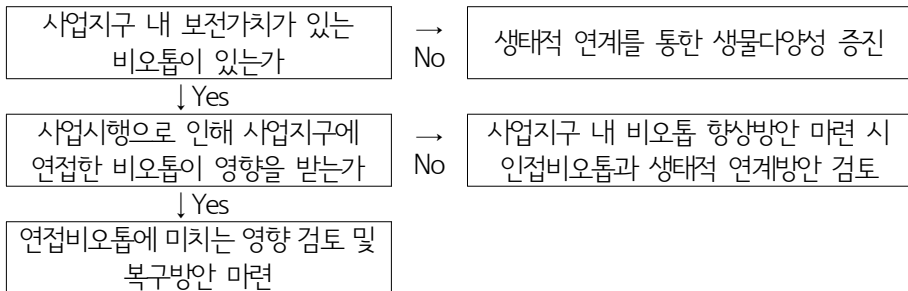 사업지구 내 보전가치가 있는
비오톱이 있는가
→
No
생태적 연계를 통한 생물다양성 증진
↓ Yes
사업시행으로 인해 사업지구에
연접한 비오톱이 영향을 받는가
→
No
사업지구 내 비오톱 향상방안 마련 시
인접비오톱과 생태적 연계방안 검토
↓ Yes
연접비오톱에 미치는 영향 검토 및
복구방안 마련